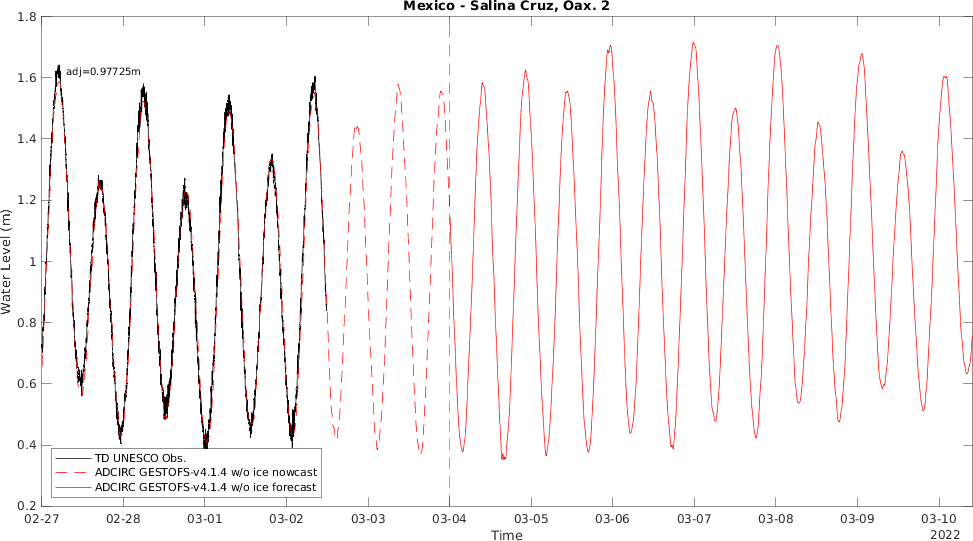 Mexico - Salina Cruz, Oax. 2
1.8
1.6
1.4
1.2
1
0.8
0.6
0.4
0.2
Water Level (m)
adj=0.97725m
TD UNESCO Obs.
ADCIRC GESTOFS-v4.1.4 w/o ice nowcast
ADCIRC GESTOFS-v4.1.4 w/o ice forecast
02-27 02-28 03-01 03-02 03-03 03-04 03-05 03-06 03-07 03-08 03-09 03-10
Time
2022